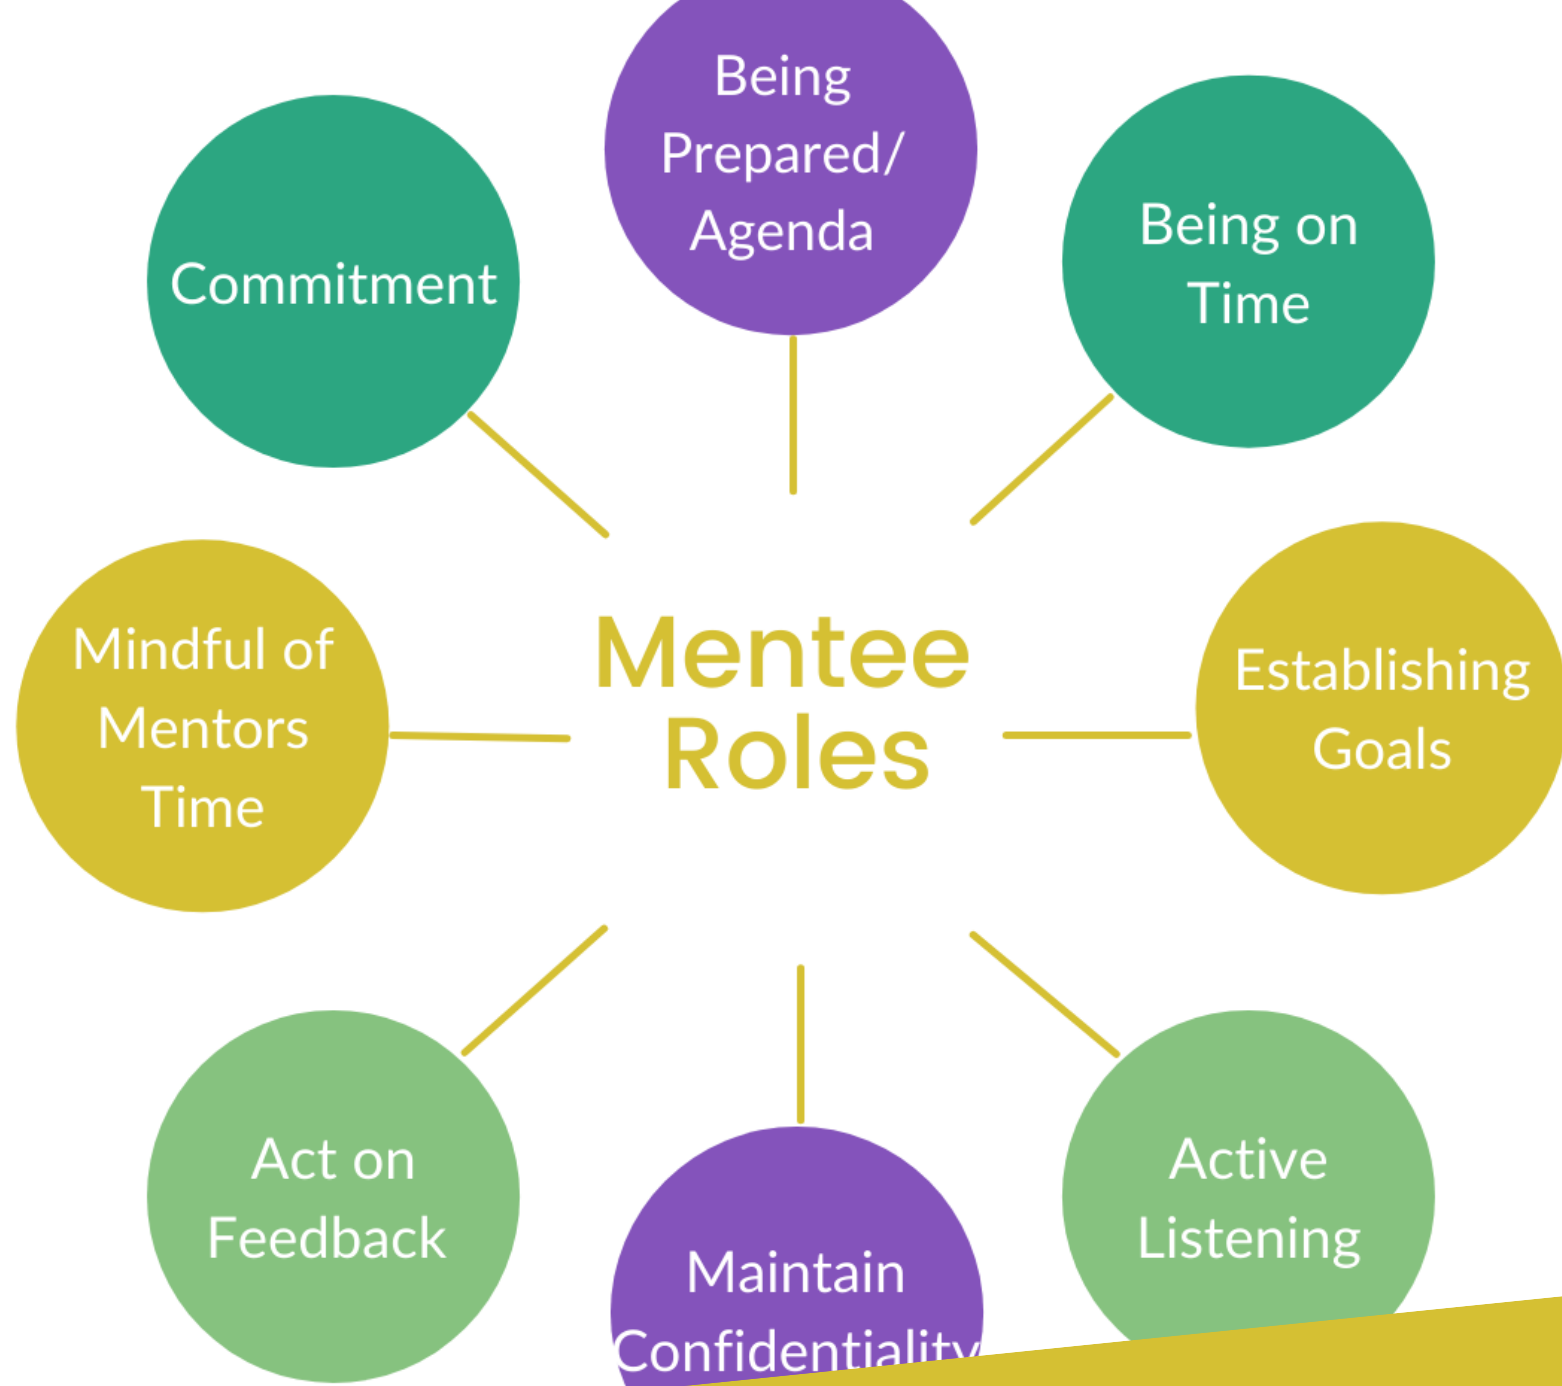 Being
Prepared/
Agenda
Being on
Time
Commitment
Mentee
Roles
Establishing
Goals
Mindful of
Mentors
Time
Act on
Feedback
Active
Listening
Maintain
Confidentiality